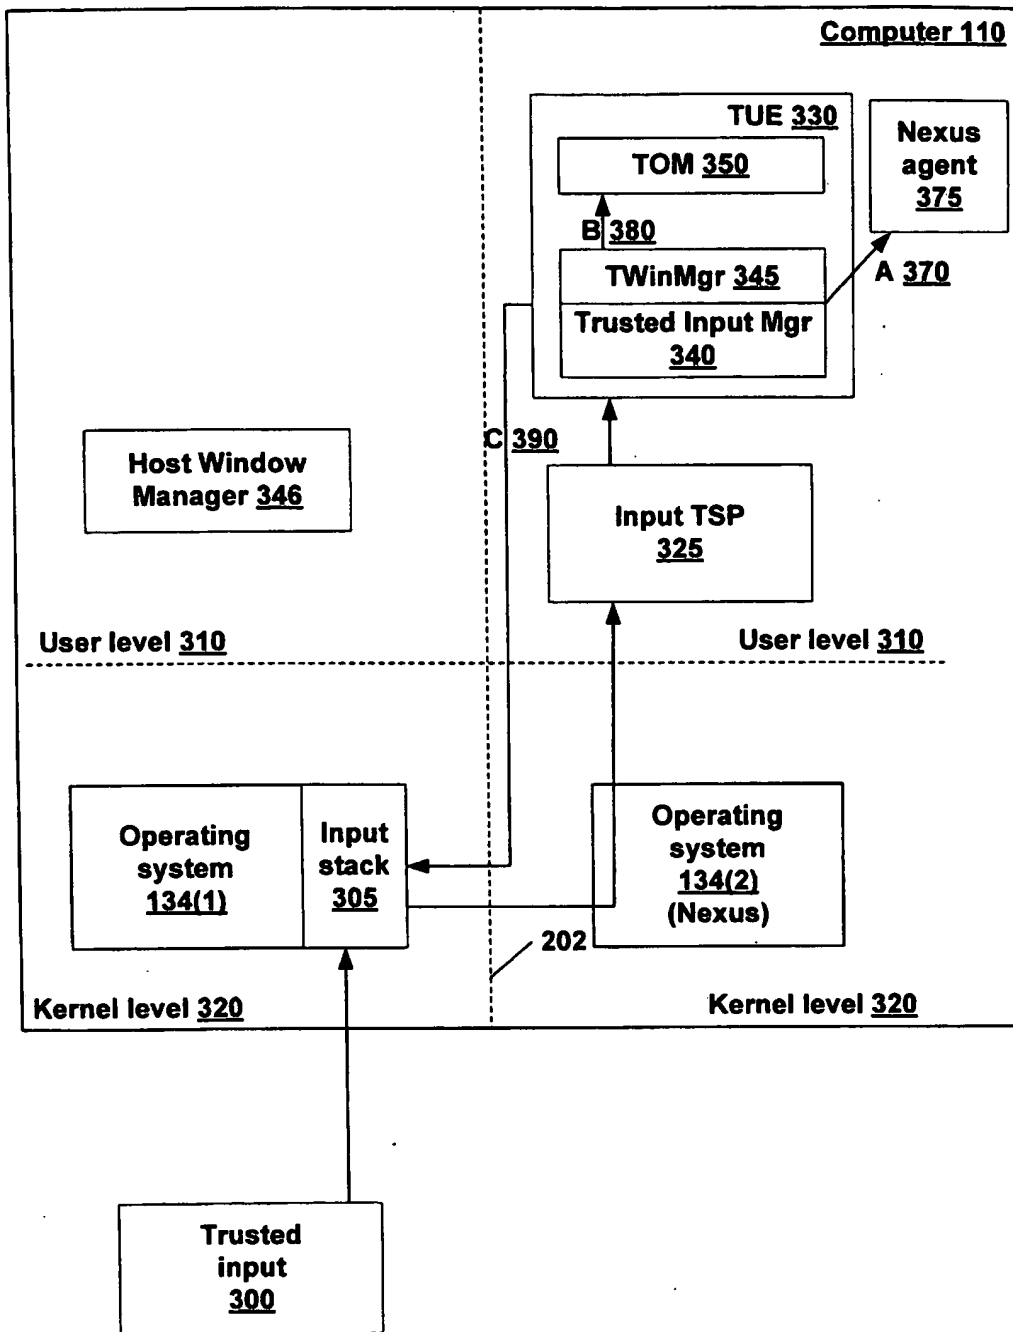 Computer 110
TUE 330
TOM 350
Nexus
agent
375
B 380
A 370
TWinMgr 345
Trusted Input Mgr
340
C 390
Host Window
Manager 346
Input TSP
325
User level 310
User level 310
Operating
system
134(1)
Input
stack
305
Operating
system
134(2)
(Nexus)
202
Kernel level 320
Kernel level 320
Trusted
input
300